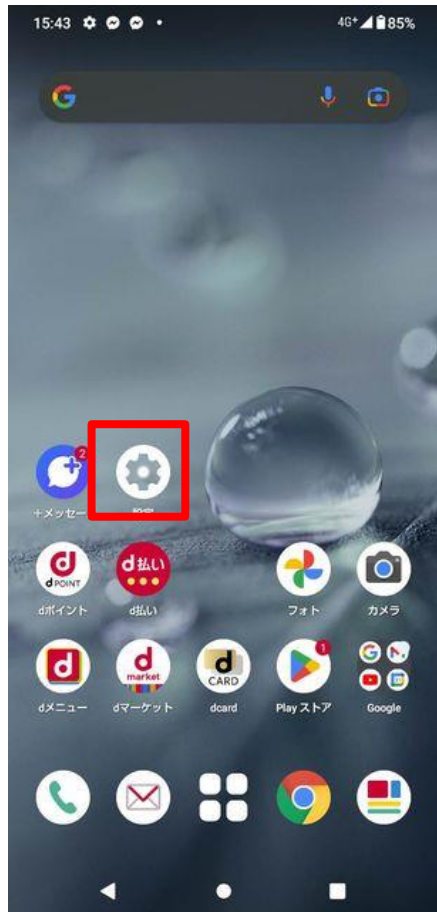 15:43
4G+ 85%
2
+メッセー
d POINT
d払い
dポイント
d払い
フォト
カメラ
d
d market
d CARD
1
dメニュー
dマーケット
dcard
Play ストア
Google